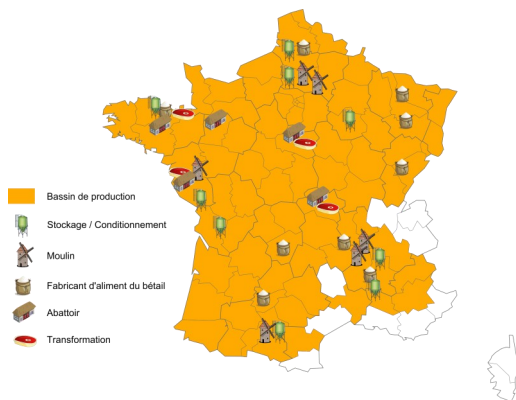 Bassin de production
Stockage / Conditionnement
Moulin
Fabricant d'aliment du bétail
Abattoir
Transformation